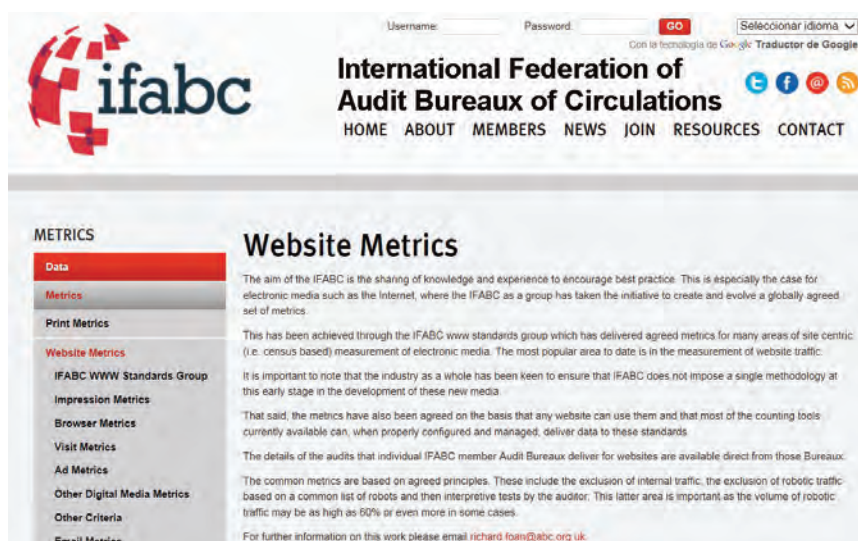 Username:
Password:
GO
Seleccionar idioma
Con la tecnología de Google Traductor de Google
ifabc
International Federation of
Audit Bureaux of Circulations
HOME ABOUT MEMBERS NEWS JOIN RESOURCES CONTACT
METRICS
Data
Metrics
Print Metrics
Website Metrics
IFABC WWW Standards Group
Impression Metrics
Browser Metrics
Visit Metrics
Ad Metrics
Other Digital Media Metrics
Other Criteria
Email Metrics
Website Metrics
The aim of the IFABC is the sharing of knowledge and experience to encourage best practice. This is especially the case for
electronic media such as the Internet, where the IFABC as a group has taken the initiative to create and evolve a globally agreed
set of metrics.
This has been achieved through the IFABC www standards group which has delivered agreed metrics for many areas of site centric
(i.e. census based) measurement of electronic media. The most popular area to date is in the measurement of website traffic.
It is important to note that the industry as a whole has been keen to ensure that IFABC does not impose a single methodology at
this early stage in the development of these new media.
That said, the metrics have also been agreed on the basis that any website can use them and that most of the counting tools
currently available can, when properly configured and managed, deliver data to these standards.
The details of the audits that individual IFABC member Audit Bureaux deliver for websites are available direct from those Bureaux.
The common metrics are based on agreed principles. These include the exclusion of internal traffic, the exclusion of robotic traffic
based on a common list of robots and then interpretive tests by the auditor. This latter area is important as the volume of robotic
traffic may be as high as 60% or even more in some cases.
For further information on this work please email richard.foan@abc.org.uk.